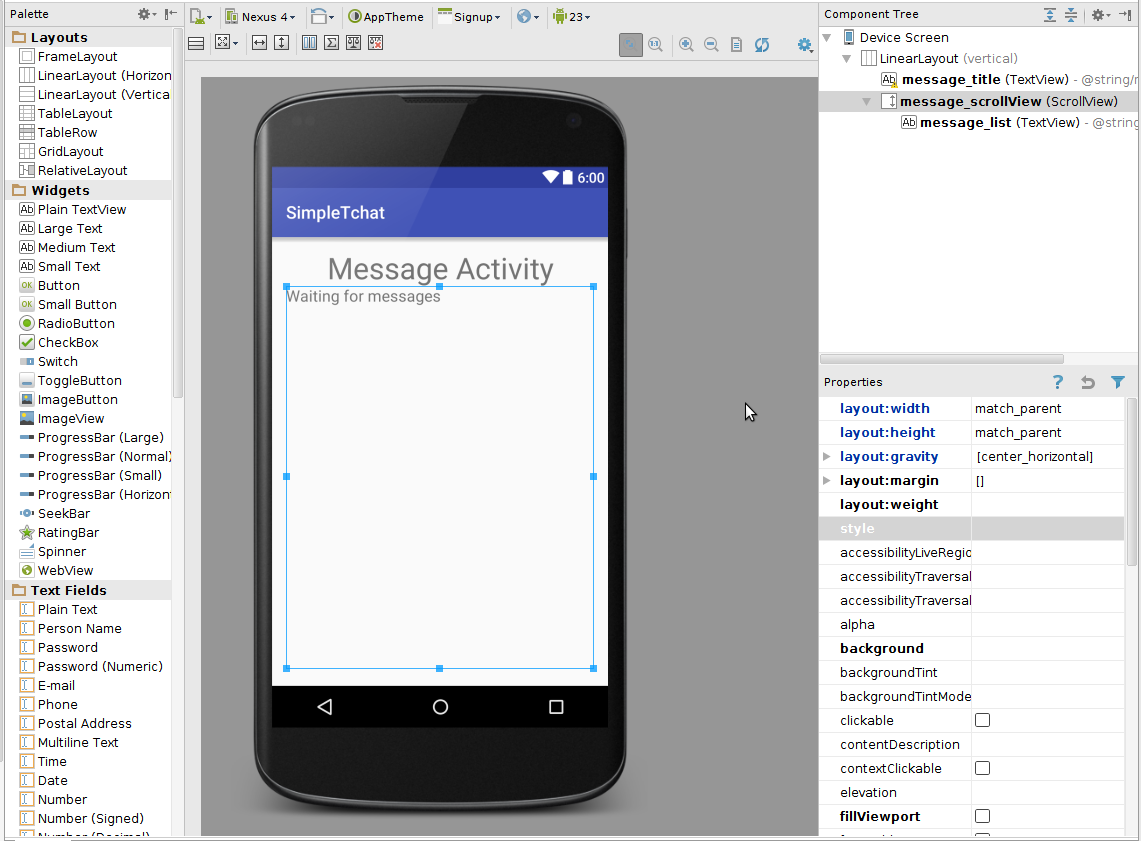 Palette
Layouts
FrameLayout
LinearLayout (Horizon
LinearLayout (Vertica
TableLayout
TableRow
GridLayout
RelativeLayout
Widgets
Plain TextView
Large Text
Medium Text
Small Text
Button
Small Button
RadioButton
CheckBox
Switch
ToggleButton
ImageButton
ImageView
ProgressBar (Large)
ProgressBar (Normal)
ProgressBar (Small)
ProgressBar (Horizon
SeekBar
RatingBar
Spinner
WebView
Text Fields
Plain Text
Person Name
Password
Password (Numeric)
E-mail
Phone
Postal Address
Multiline Text
Time
Date
Number
Number (Signed)
Number (Decimal)
Nexus 4 AppTheme Signup 23
6:00
SimpleTchat
Message Activity
Waiting for messages
Component Tree
Device Screen
LinearLayout (vertical)
message_title (TextView) - @string/
message_scrollView (ScrollView)
message_list (TextView) - @string
Properties
layout:width match_parent
layout:height match_parent
layout:gravity [center_horizontal]
layout:margin []
layout:weight
style
accessibilityLiveRegio
accessibilityTraversal
accessibilityTraversal
alpha
background
backgroundTint
backgroundTintMode
clickable
contentDescription
contextClickable
elevation
fillViewport